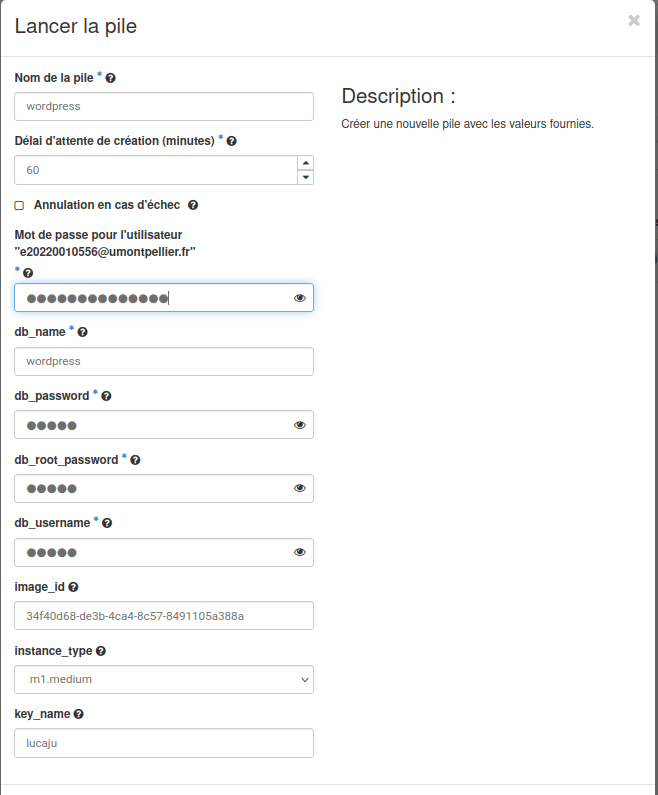 Lancer la pile
Nom de la pile *
wordpress
Description :
Créer une nouvelle pile avec les valeurs fournies.
Délai d'attente de création (minutes) *
60
Annulation en cas d'échec
Mot de passe pour l'utilisateur
"e20220010556@umontpellier.fr"
*
●●●●●●●●●●●●●●
db_name *
wordpress
db_password *
●●●●●
db_root_password *
●●●●●
db_username *
●●●●●
image_id
34f40d68-de3b-4ca4-8c57-8491105a388a
instance_type
m1.medium
key_name
lucaju